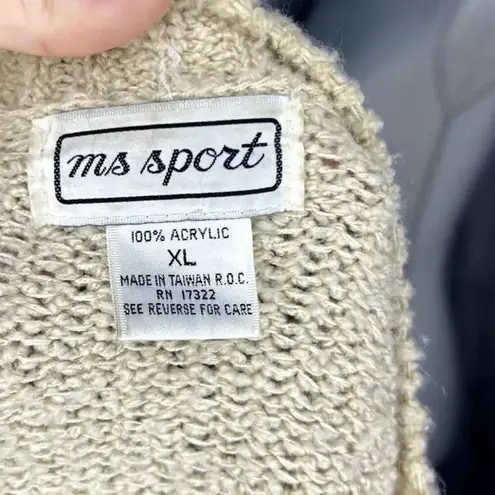 ms sport
100% ACRYLIC
XL
MADE IN TAIWAN R.O.C.
RN 17322
SEE REVERSE FOR CARE